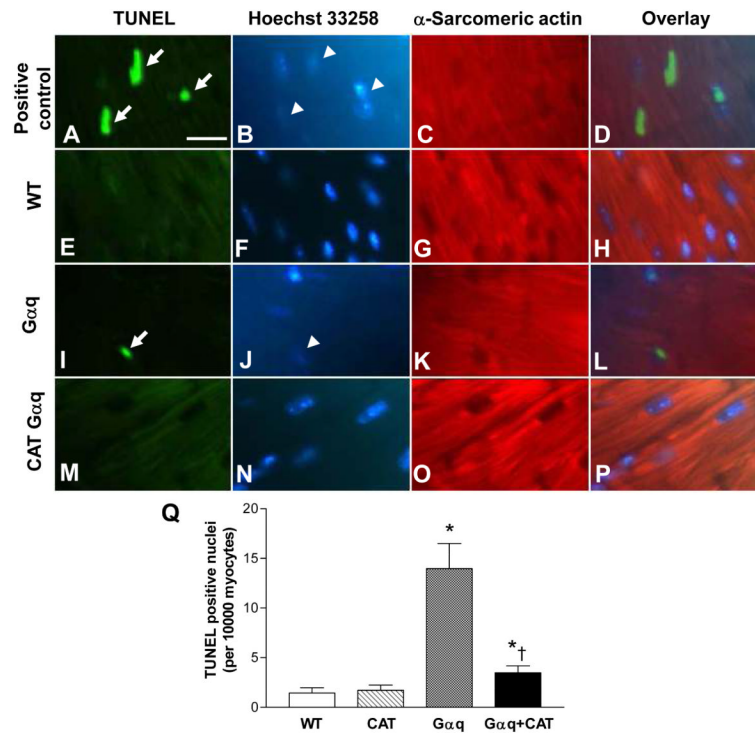 TUNEL Hoechst 33258 α-Sarcomeric actin Overlay
Positive control
A B C D
WT
E F G H
Gαq
I J K L
CAT Gαq
M N O P
Q
TUNEL positive nuclei
(per 10000 myocytes)
20
15
10
5
0
*
*†
WT CAT Gαq Gαq+CAT